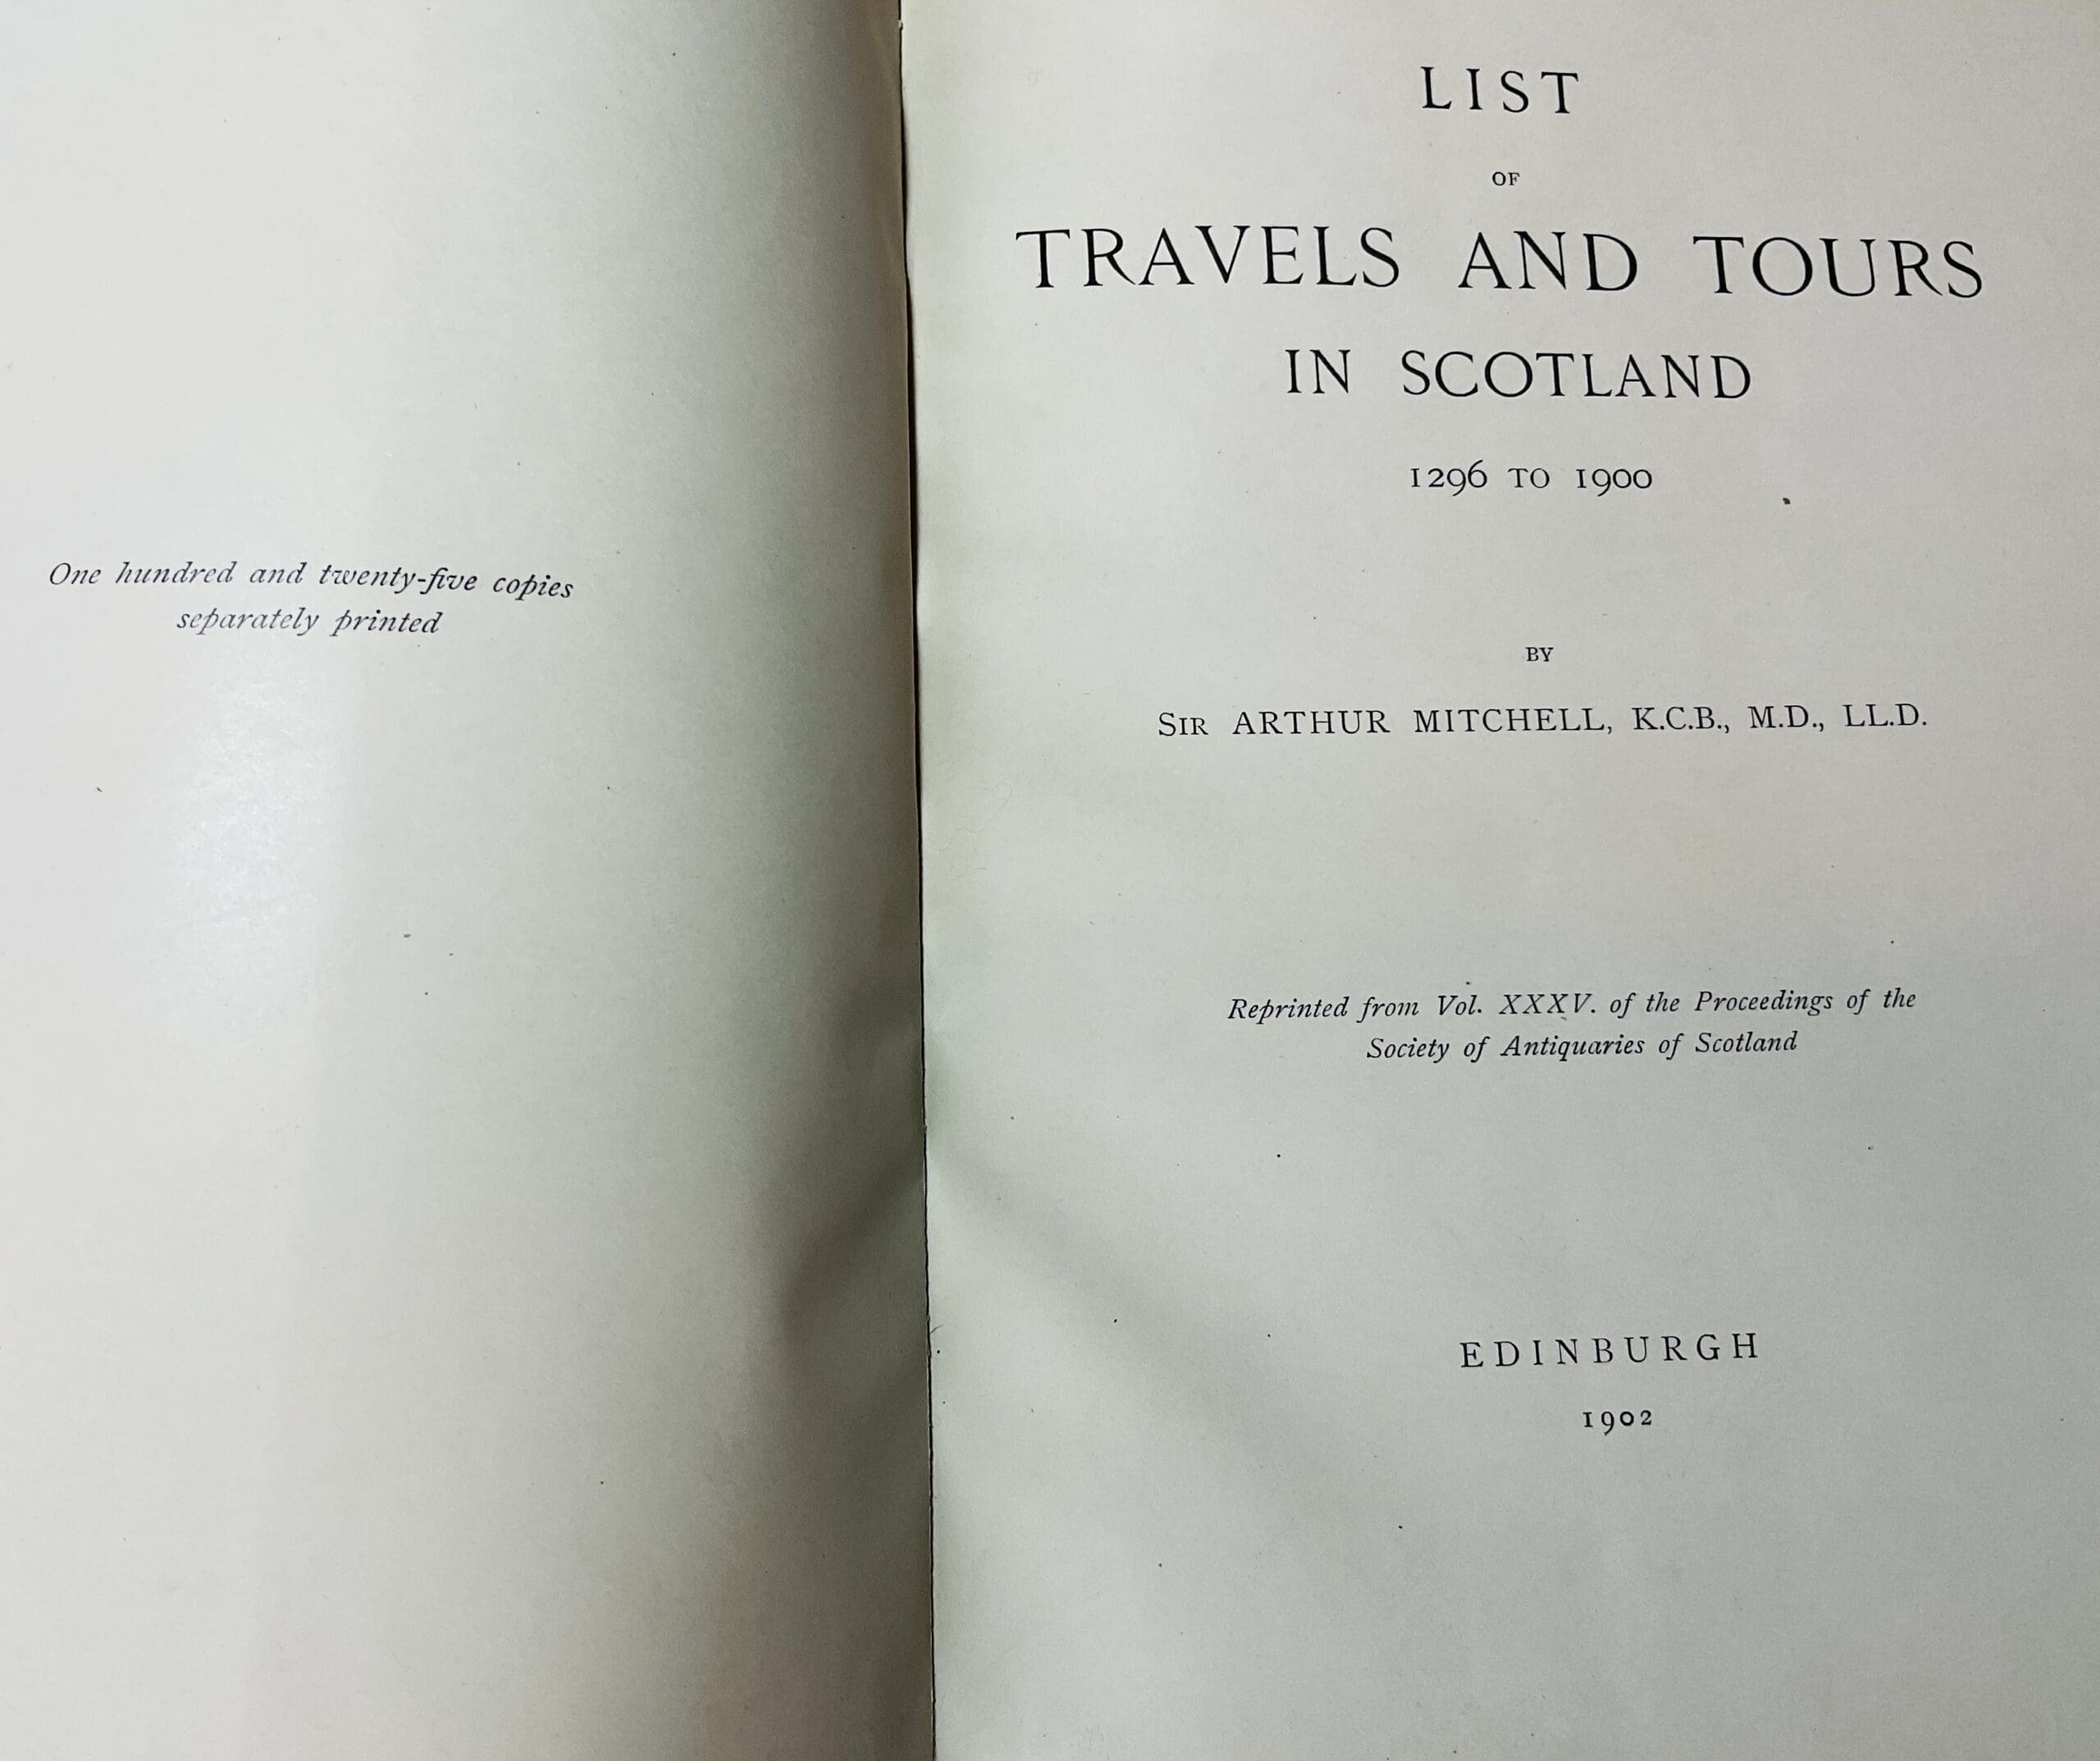 One hundred and twenty-five copies
separately printed
LIST
OF
TRAVELS AND TOURS
IN SCOTLAND
1296 TO 1900
BY
SIR ARTHUR MITCHELL, K.C.B., M.D., LL.D.
Reprinted from Vol. XXXV. of the Proceedings of the
Society of Antiquaries of Scotland
EDINBURGH
1902